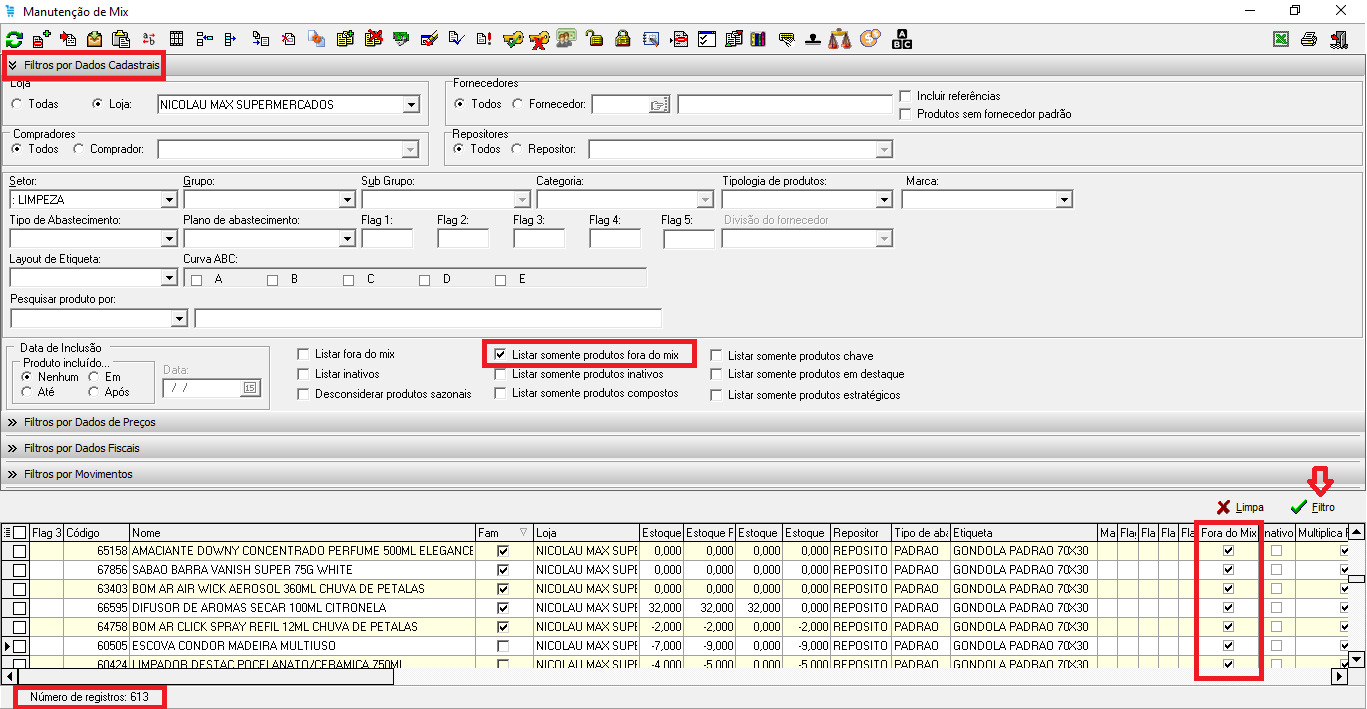 Manutenção de Mix
Filtros por Dados Cadastrais
Loja
Todas
Loja:
NICOLAU MAX SUPERMERCADOS
Fornecedores
Todos
Fornecedor:
Incluir referências
Produtos sem fornecedor padrão
Compradores
Todos
Comprador:
Repositores
Todos
Repositor:
Setor:
Grupo:
Sub Grupo:
Categoria:
Tipologia de produtos:
Marca:
: LIMPEZA
Tipo de Abastecimento:
Plano de abastecimento:
Flag 1:
Flag 2:
Flag 3:
Flag 4:
Flag 5:
Divisão do fornecedor
Layout de Etiqueta:
Curva ABC:
A
B
C
D
E
Pesquisar produto por:
Data de Inclusão
Produto incluído...
Nenhum
Em
Até
Após
Data:
/ /
15
Listar fora do mix
Listar inativos
Desconsiderar produtos sazonais
Listar somente produtos fora do mix
Listar somente produtos inativos
Listar somente produtos compostos
Listar somente produtos chave
Listar somente produtos em destaque
Listar somente produtos estratégicos
Filtros por Dados de Preços
Filtros por Dados Fiscais
Filtros por Movimentos
Limpa
Filtro
Flag 3 Código Nome Fam Loja Estoque Estoque F Estoque Estoque Repositor Tipo de aba Etiqueta Ma Flag Fla Fla Fla Fora do Mix Inativo Multiplica F
65158 AMACIANTE DOWNY CONCENTRADO PERFUME 500ML ELEGANCE NICOLAU MAX SUPE 0,000 0,000 0,000 0,000 REPOSITO PADRAO GONDOLA PADRAO 70X30
67856 SABAO BARRA VANISH SUPER 75G WHITE NICOLAU MAX SUPE 0,000 0,000 0,000 0,000 REPOSITO PADRAO GONDOLA PADRAO 70X30
63403 BOM AR AIR WICK AEROSOL 360ML CHUVA DE PETALAS NICOLAU MAX SUPE 0,000 0,000 0,000 0,000 REPOSITO PADRAO GONDOLA PADRAO 70X30
66595 DIFUSOR DE AROMAS SECAR 100ML CITRONELA NICOLAU MAX SUPE 32,000 32,000 32,000 0,000 REPOSITO PADRAO GONDOLA PADRAO 70X30
64758 BOM AR CLICK SPRAY REFIL 12ML CHUVA DE PETALAS NICOLAU MAX SUPE -2,000 -2,000 0,000 -2,000 REPOSITO PADRAO GONDOLA PADRAO 70X30
60505 ESCOVA CONDOR MADEIRA MULTIUSO NICOLAU MAX SUPE -7,000 -9,000 0,000 -9,000 REPOSITO PADRAO GONDOLA PADRAO 70X30
60424 LIMPADOR DESTAC POCELANATO/CERAMICA 750ML NICOLAU MAX SUPE -4,000 -5,000 0,000 -5,000 REPOSITO PADRAO GONDOLA PADRAO 70X30
Número de registros: 613